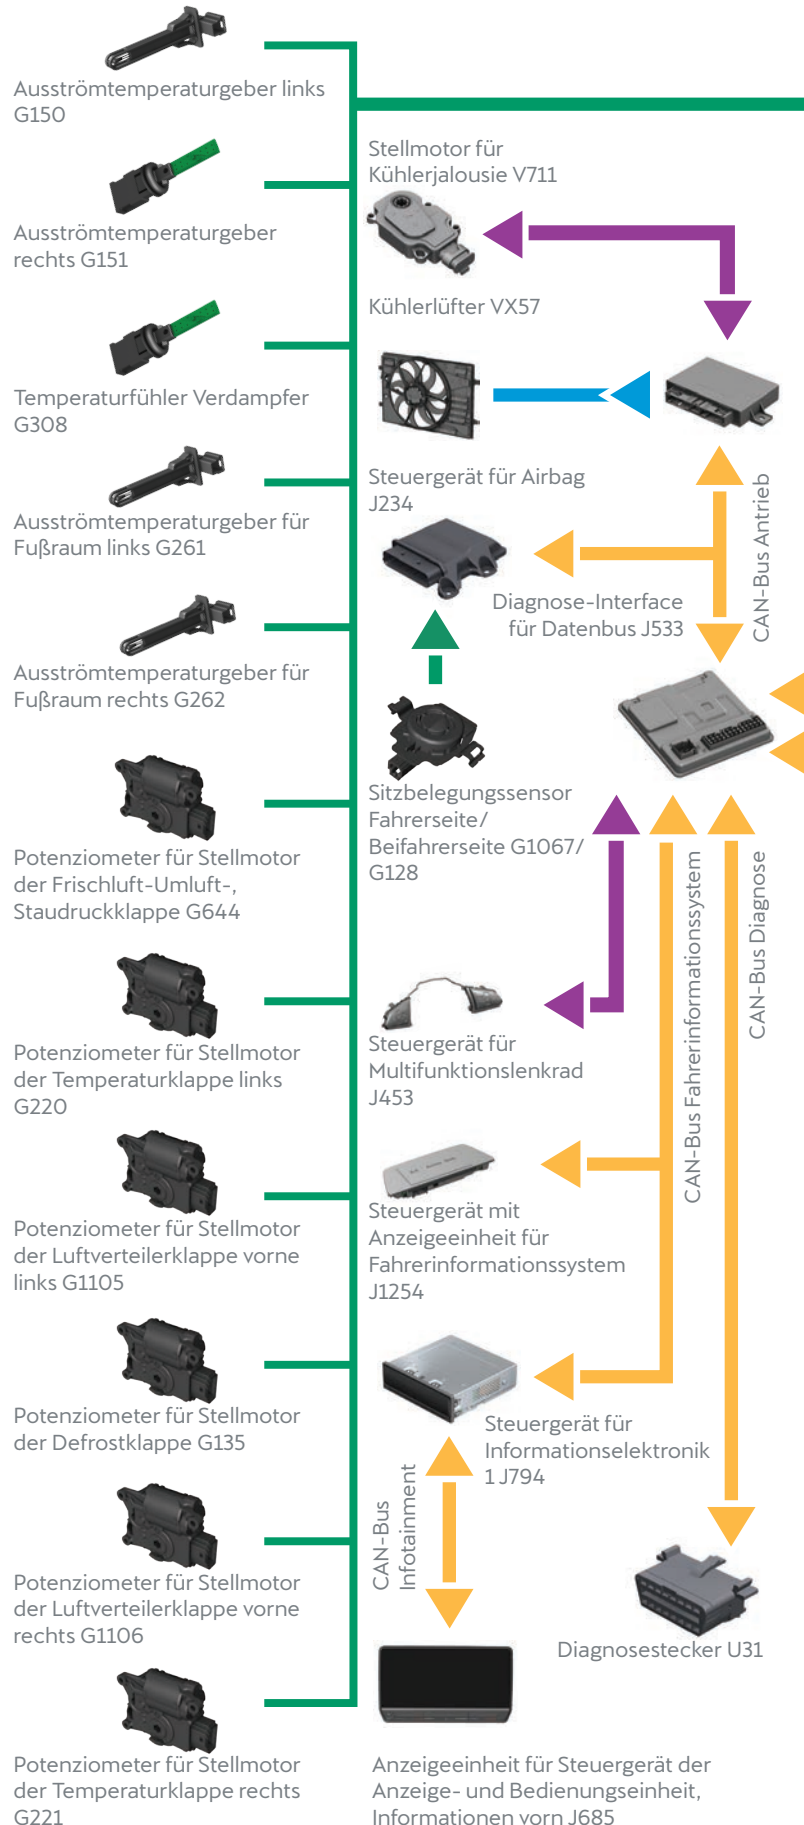 Ausströmtemperaturgeber links
G150
Ausströmtemperaturgeber
rechts G151
Temperaturfühler Verdampfer
G308
Ausströmtemperaturgeber für
Fußraum links G261
Ausströmtemperaturgeber für
Fußraum rechts G262
Potenziometer für Stellmotor
der Frischluft-Umluft-,
Staudruckklappe G644
Potenziometer für Stellmotor
der Temperaturklappe links
G220
Potenziometer für Stellmotor
der Luftverteilerklappe vorne
links G1105
Potenziometer für Stellmotor
der Defrostklappe G135
Potenziometer für Stellmotor
der Luftverteilerklappe vorne
rechts G1106
Potenziometer für Stellmotor
der Temperaturklappe rechts
G221
Stellmotor für
Kühlerjalousie V711
Kühlerlüfter VX57
Steuergerät für Airbag
J234
CAN-Bus Antrieb
Diagnose-Interface
für Datenbus J533
Sitzbelegungssensor
Fahrerseite/
Beifahrerseite G1067/
G128
CAN-Bus Fahrerinformationssystem
CAN-Bus Diagnose
Steuergerät für
Multifunktionslenkrad
J453
Steuergerät mit
Anzeigeeinheit für
Fahrerinformationssystem
J1254
Steuergerät für
Informationselektronik
1 J794
CAN-Bus
Infotainment
Diagnosestecker U31
Anzeigeeinheit für Steuergerät der
Anzeige- und Bedienungseinheit,
Informationen vorn J685